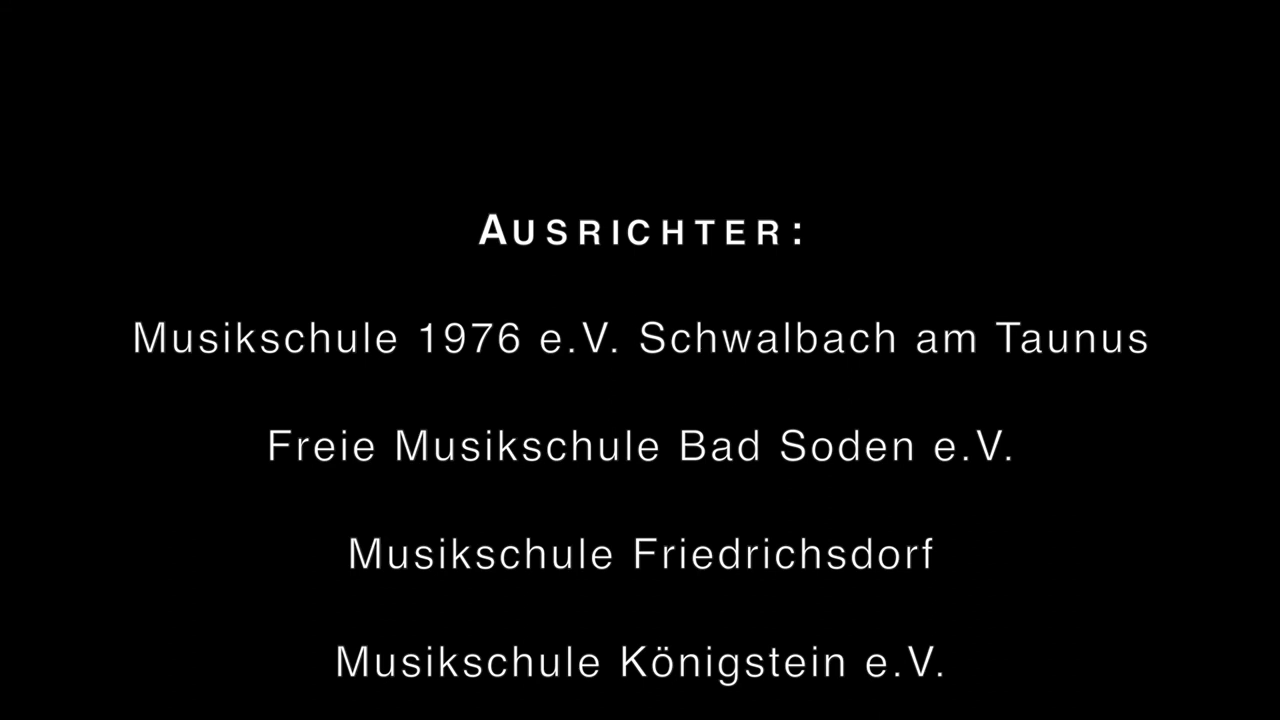 AUSRICHTER:
Musikschule 1976 e.V. Schwalbach am Taunus
Freie Musikschule Bad Soden e.V.
Musikschule Friedrichsdorf
Musikschule Königstein e.V.